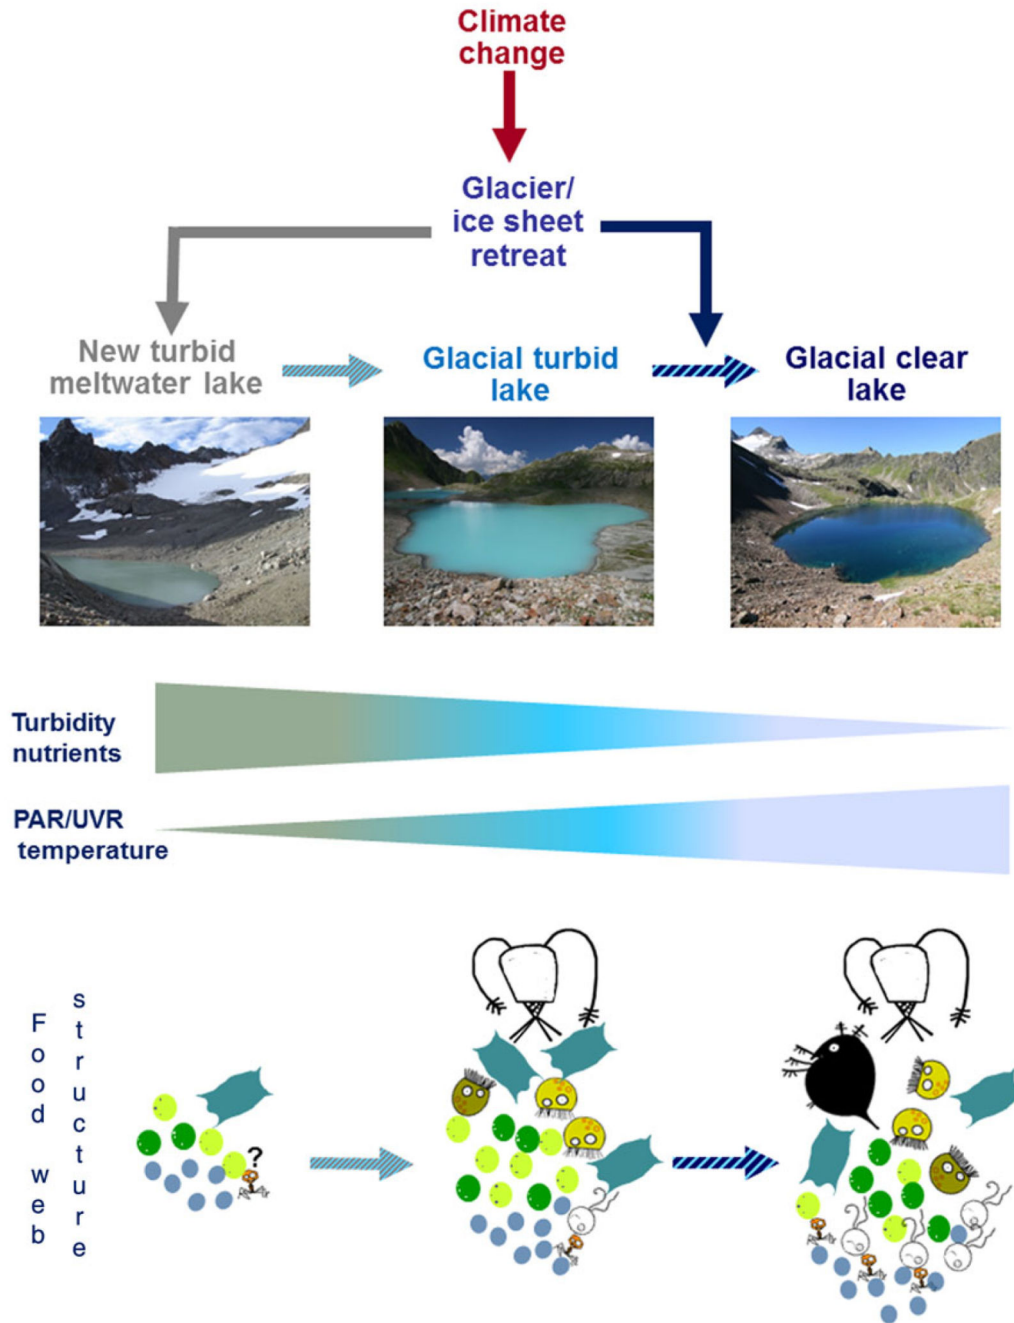 Climate
change
Glacier/
ice sheet
retreat
New turbid
meltwater lake
Glacial turbid
lake
Glacial clear
lake
Turbidity
nutrients
PAR/UVR
temperature
Food web
structure
?